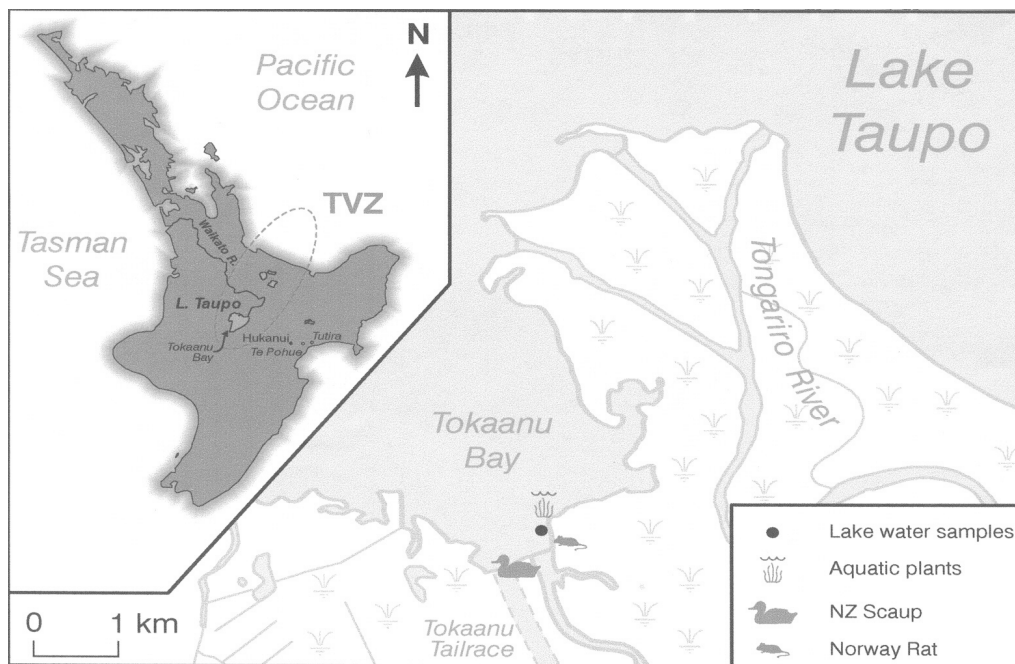 N
Pacific
Ocean
TVZ
Tasman
Sea
Waikato R.
L. Taupo
Tokaanu
Bay
Hukanui
Te Pohue
Tutira
Lake
Taupo
Tongariro River
Tokaanu
Bay
Tokaanu
Tailrace
0 1 km
Lake water samples
Aquatic plants
NZ Scaup
Norway Rat